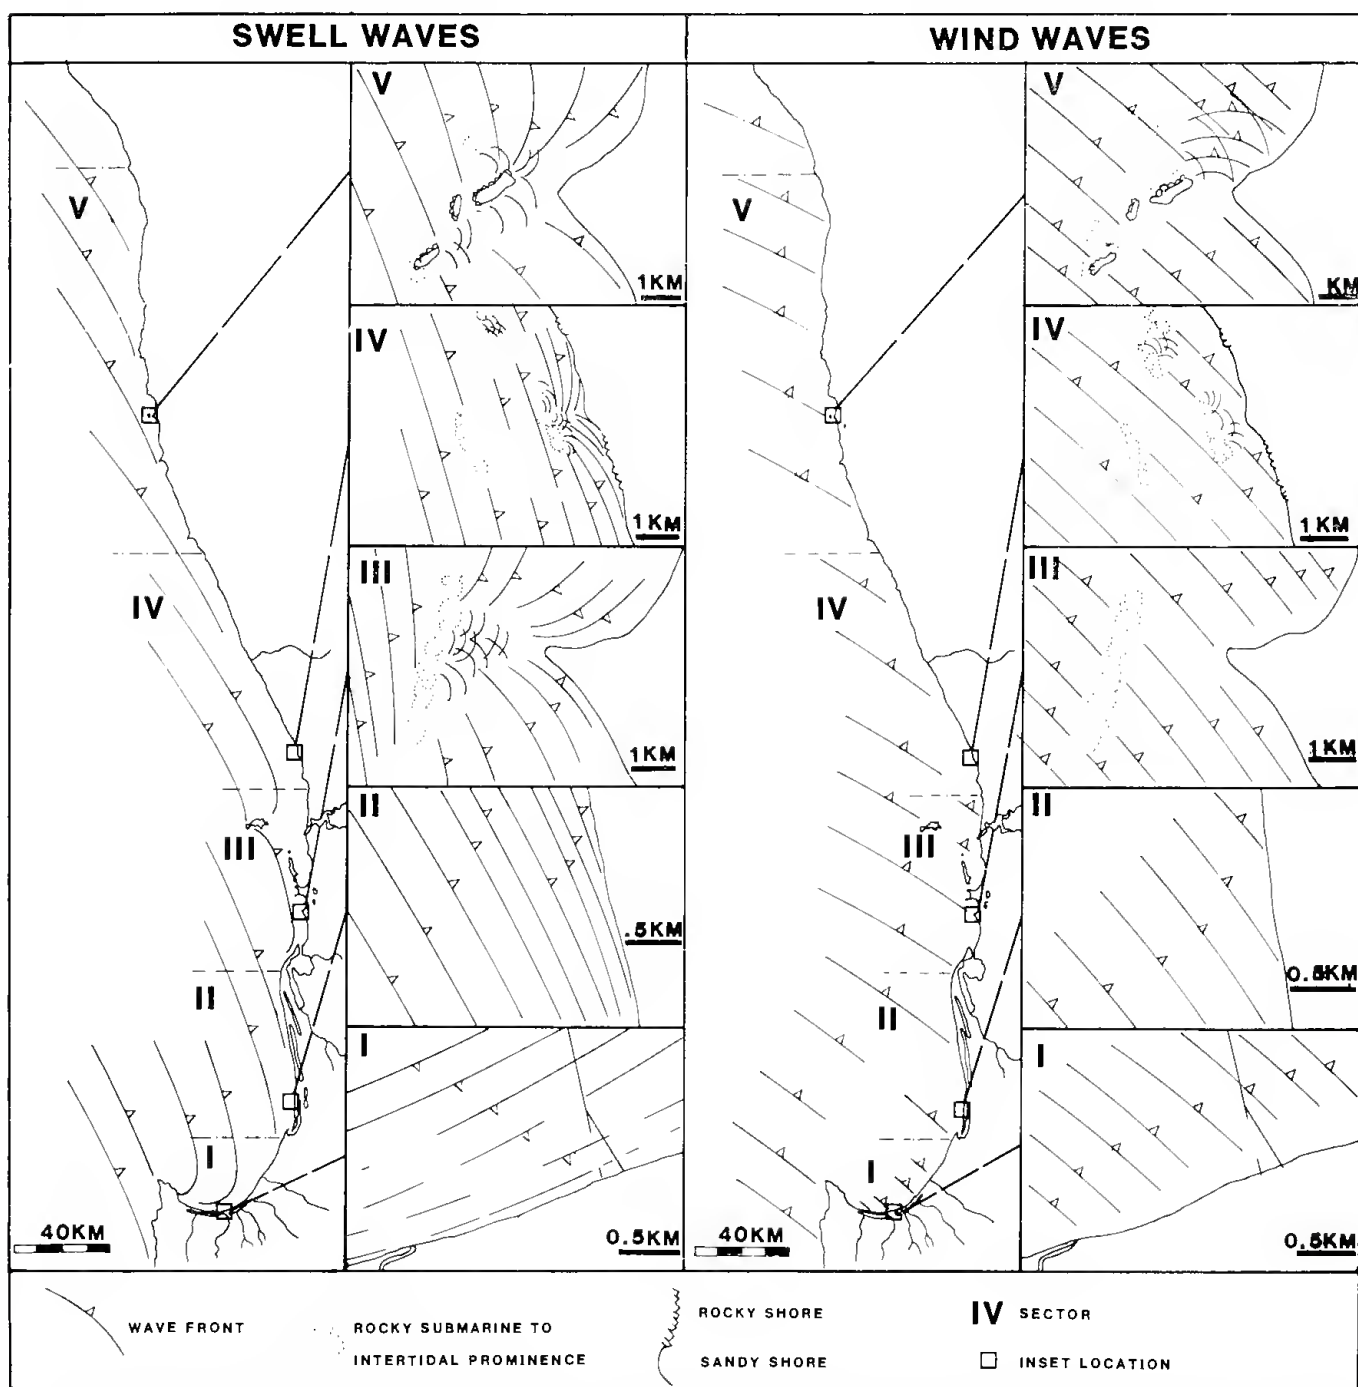 SWELL WAVES
WIND WAVES
V
IV
III
II
I
40KM
V
1KM
IV
1KM
III
1KM
II
.5KM
I
0.5KM
V
IV
III
II
I
40KM
V
KM
IV
1KM
III
1KM
II
0.5KM
I
0.5KM
WAVE FRONT
ROCKY SUBMARINE TO
INTERTIDAL PROMINENCE
ROCKY SHORE
SANDY SHORE
IV SECTOR
INSET LOCATION